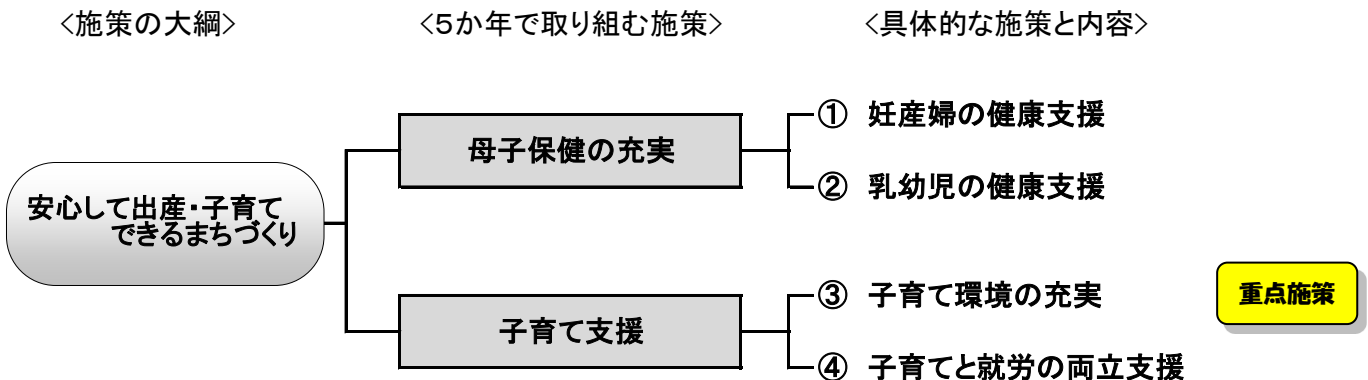 <施策の大綱>
<5か年で取り組む施策>
<具体的な施策と内容>
安心して出産・子育て
できるまちづくり
母子保健の充実
① 妊産婦の健康支援
② 乳幼児の健康支援
子育て支援
③ 子育て環境の充実
重点施策
④ 子育てと就労の両立支援